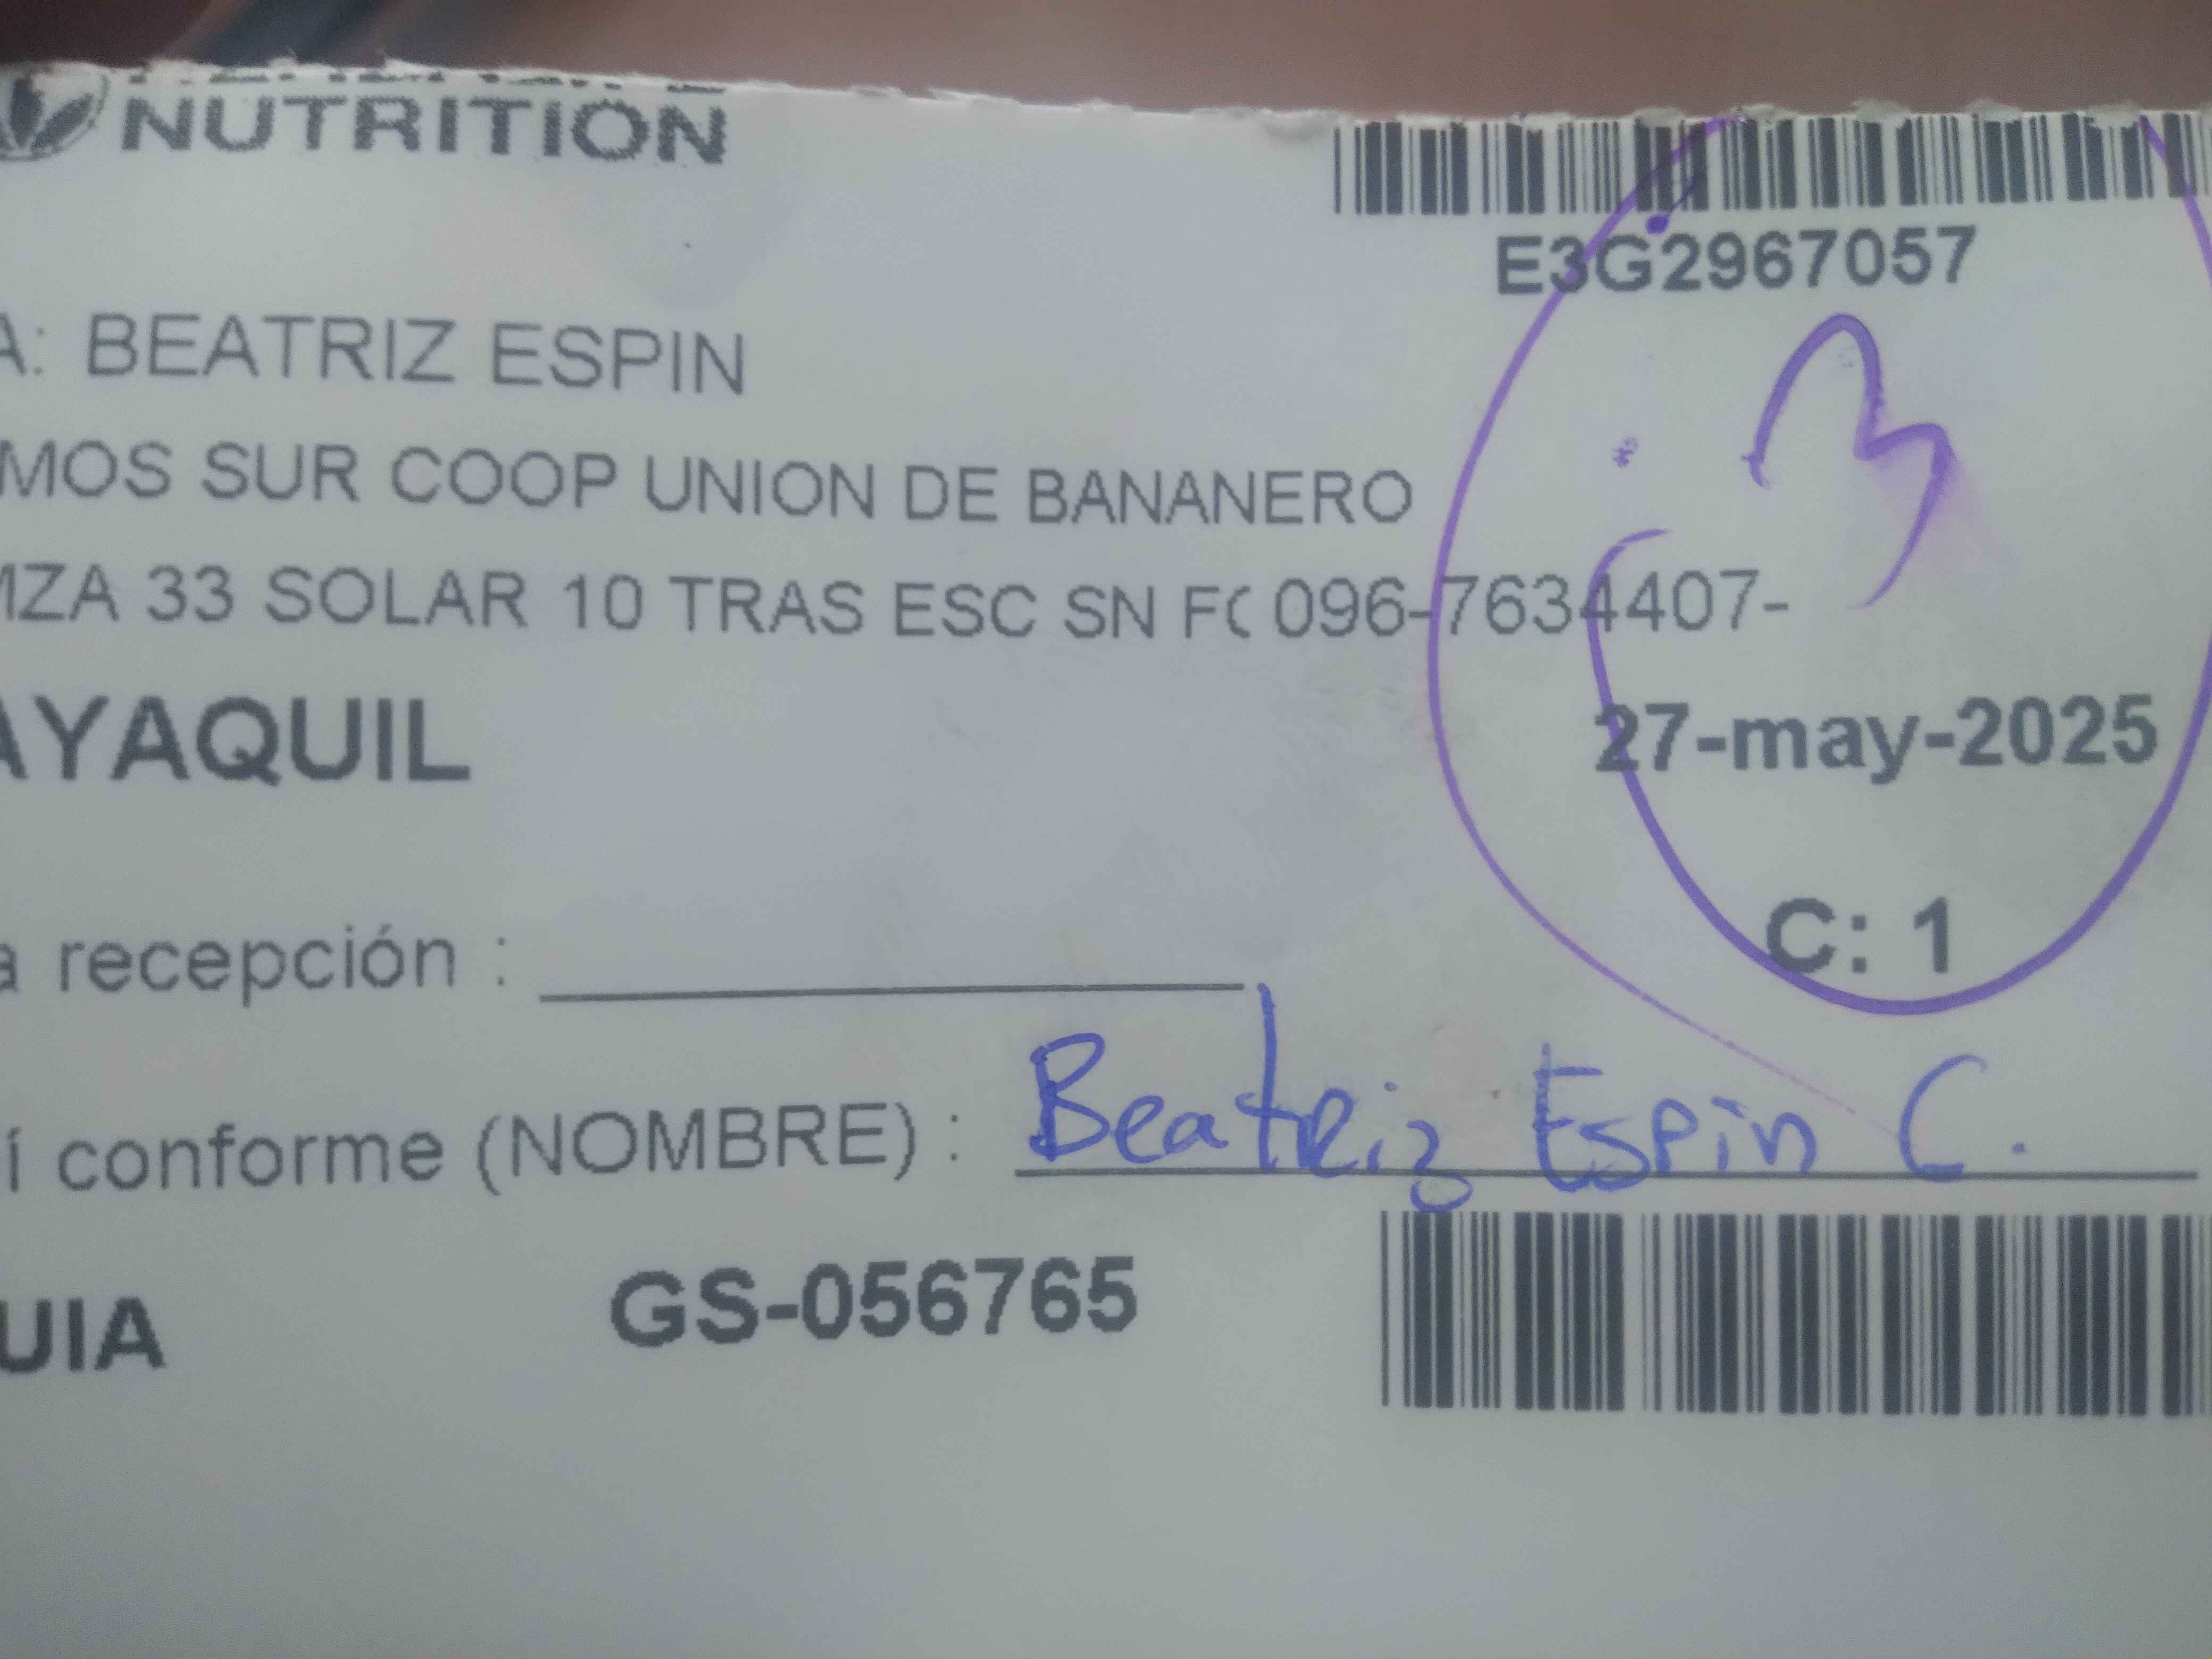 NUTRITION
E3G2967057
A: BEATRIZ ESPIN
MOS SUR COOP UNION DE BANANERO
MZA 33 SOLAR 10 TRAS ESC SN FC 096-7634407-
AYAQUIL
27-may-2025
C: 1
a recepción :
í conforme (NOMBRE) : Beatriz Espin C.
UIA GS-056765